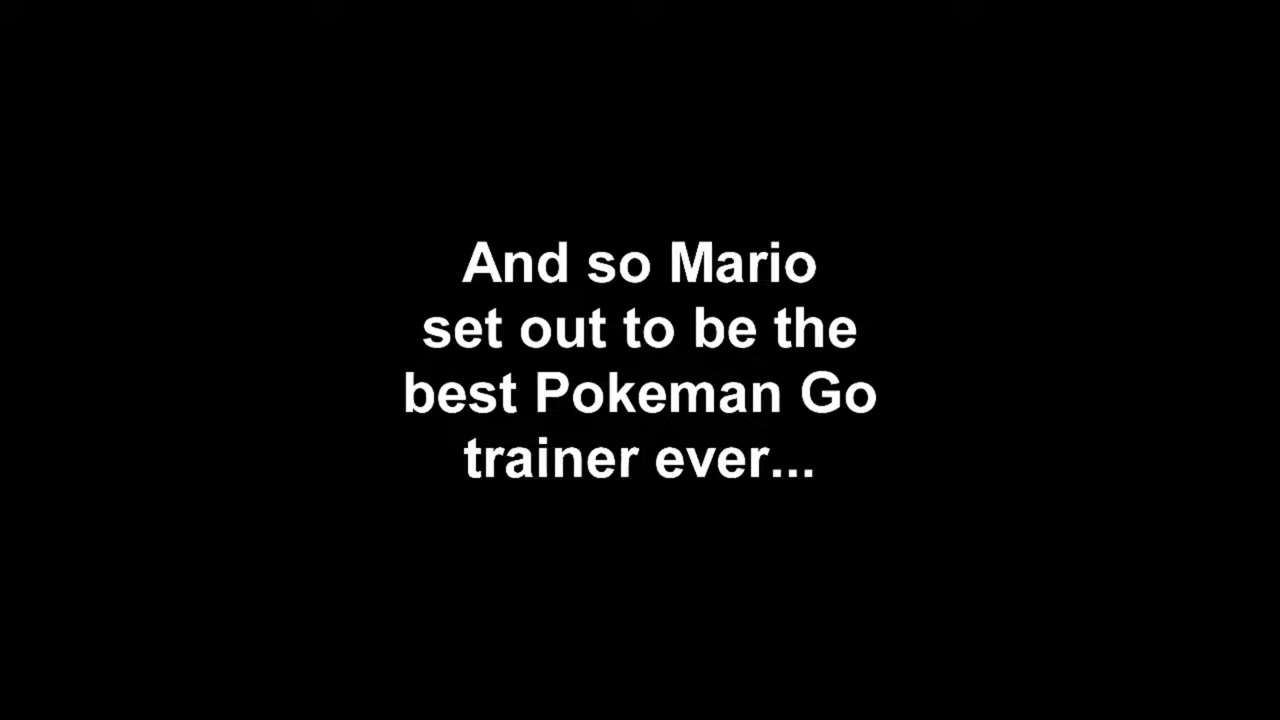 And so Mario
set out to be the
best Pokeman Go
trainer ever...